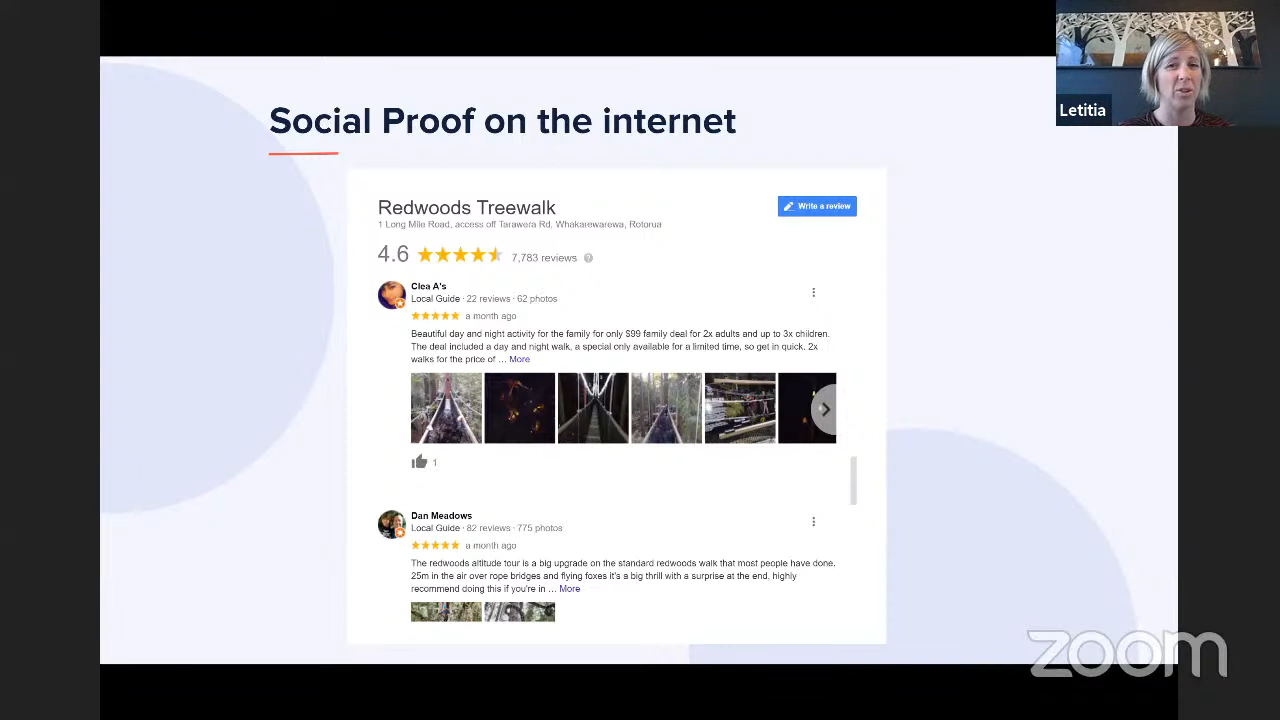 Letitia
Social Proof on the internet
Redwoods Treewalk
Write a review
1 Long Mile Road, access off Tarawera Rd, Whakarewarewa, Rotorua
4.6 7,783 reviews
Clea A's
Local Guide · 22 reviews · 62 photos
a month ago
Beautiful day and night activity for the family for only $99 family deal for 2x adults and up to 3x children.
The deal included a day and night walk, a special only available for a limited time, so get in quick. 2x
walks for the price of ... More
1
Dan Meadows
Local Guide · 82 reviews · 775 photos
a month ago
The redwoods altitude tour is a big upgrade on the standard redwoods walk that most people have done.
25m in the air over rope bridges and flying foxes it's a big thrill with a surprise at the end, highly
recommend doing this if you're in ... More
zoom